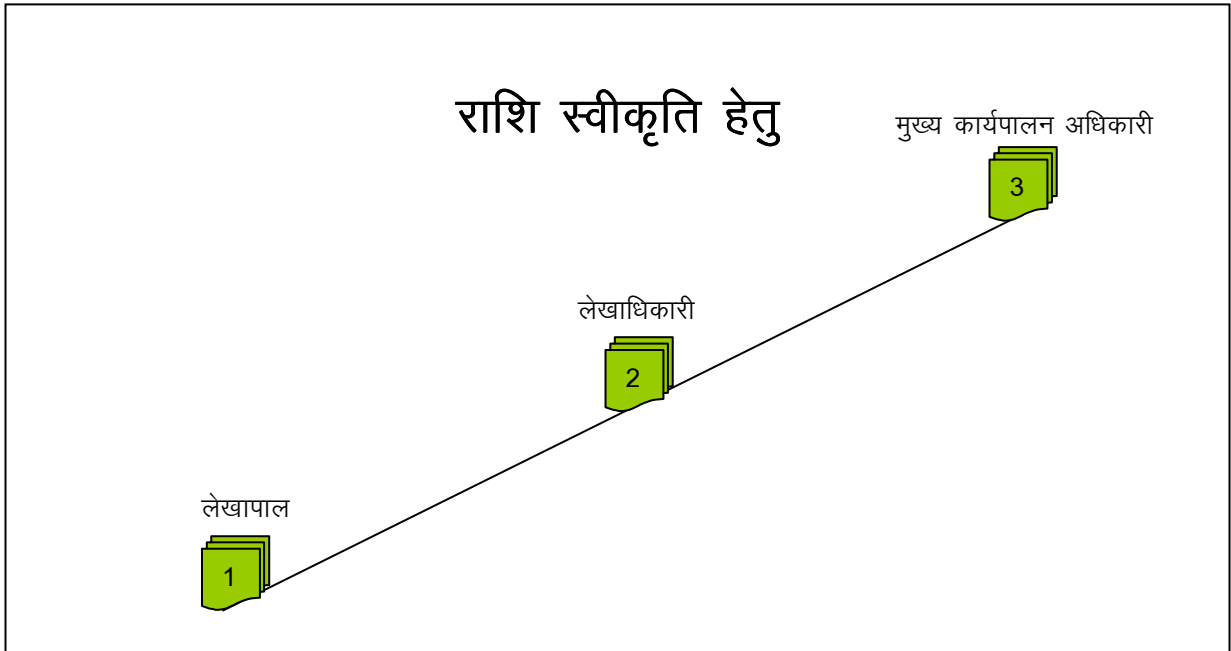 राशि स्वीकृति हेतु
मुख्य कार्यपालन अधिकारी
3
लेखाधिकारी
2
लेखापाल
1